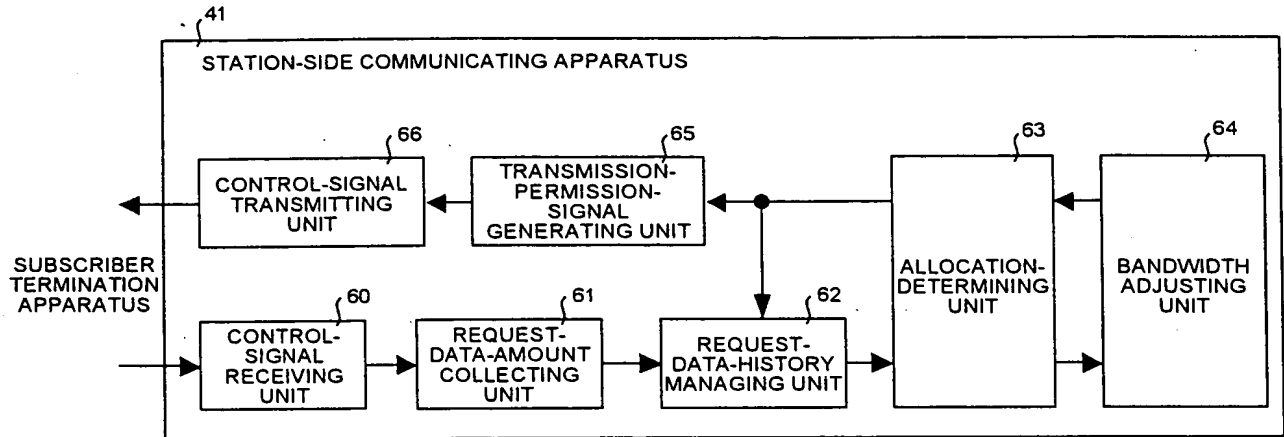 41
STATION-SIDE COMMUNICATING APPARATUS
66
CONTROL-SIGNAL
TRANSMITTING
UNIT
65
TRANSMISSION-
PERMISSION-
SIGNAL
GENERATING UNIT
63
ALLOCATION-
DETERMINING
UNIT
64
BANDWIDTH
ADJUSTING
UNIT
SUBSCRIBER
TERMINATION
APPARATUS
60
CONTROL-
SIGNAL
RECEIVING
UNIT
61
REQUEST-
DATA-AMOUNT
COLLECTING
UNIT
62
REQUEST-
DATA-HISTORY
MANAGING UNIT